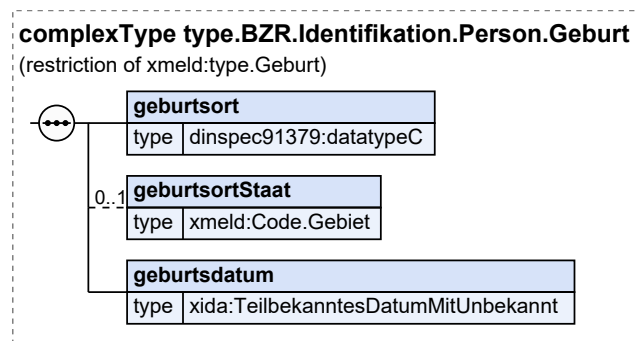 complexType type.BZR.Identifikation.Person.Geburt
(restriction of xmeld:type.Geburt)
geburtsort
type dinspec91379:datatypeC
0..1
geburtsortStaat
type xmeld:Code.Gebiet
geburtsdatum
type xida:TeilbekanntesDatumMitUnbekannt